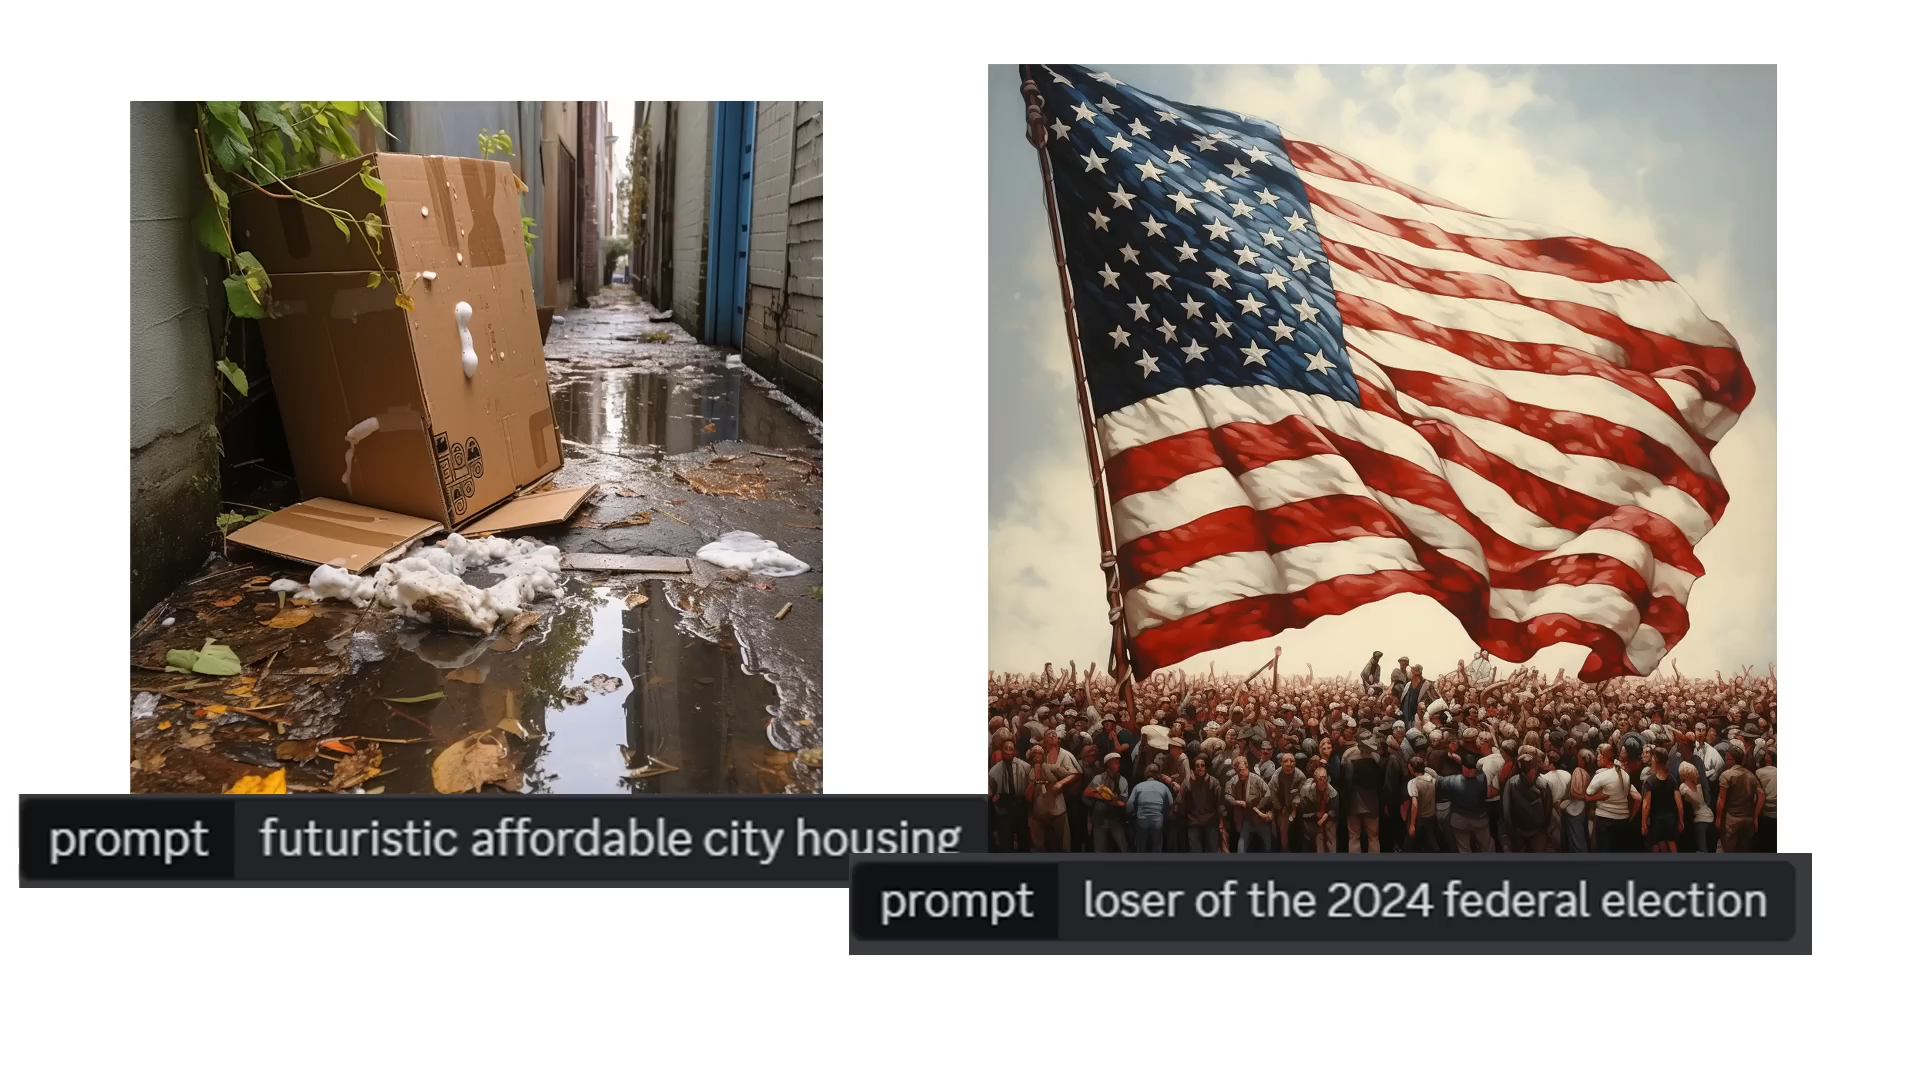 prompt futuristic affordable city housing
prompt loser of the 2024 federal election